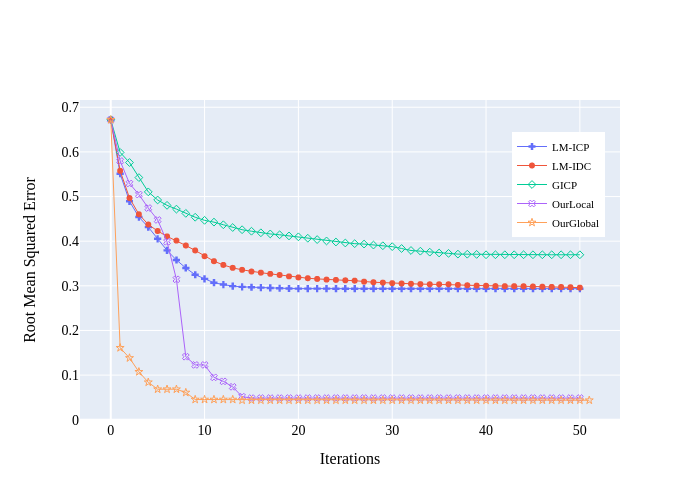 0.7
0.6
0.5
0.4
0.3
0.2
0.1
0
Root Mean Squared Error
LM-ICP
LM-IDC
GICP
OurLocal
OurGlobal
0 10 20 30 40 50
Iterations